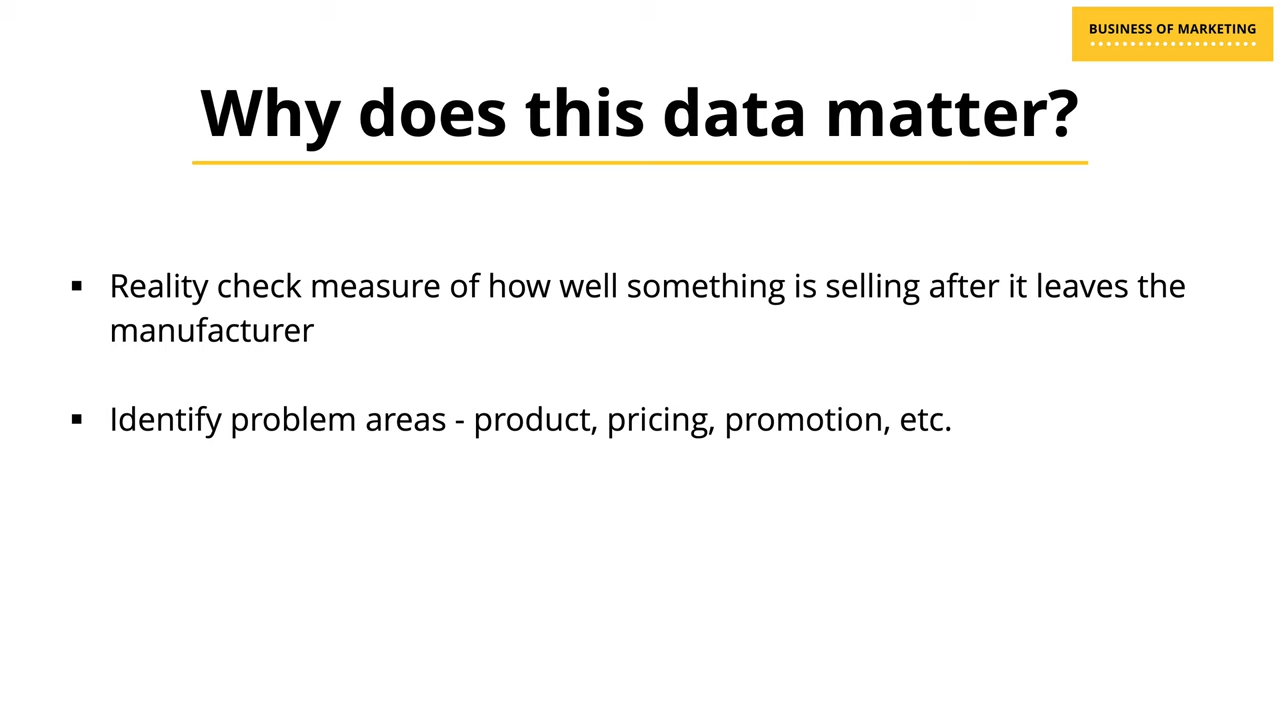 BUSINESS OF MARKETING
Why does this data matter?
▪ Reality check measure of how well something is selling after it leaves the
manufacturer
▪ Identify problem areas - product, pricing, promotion, etc.